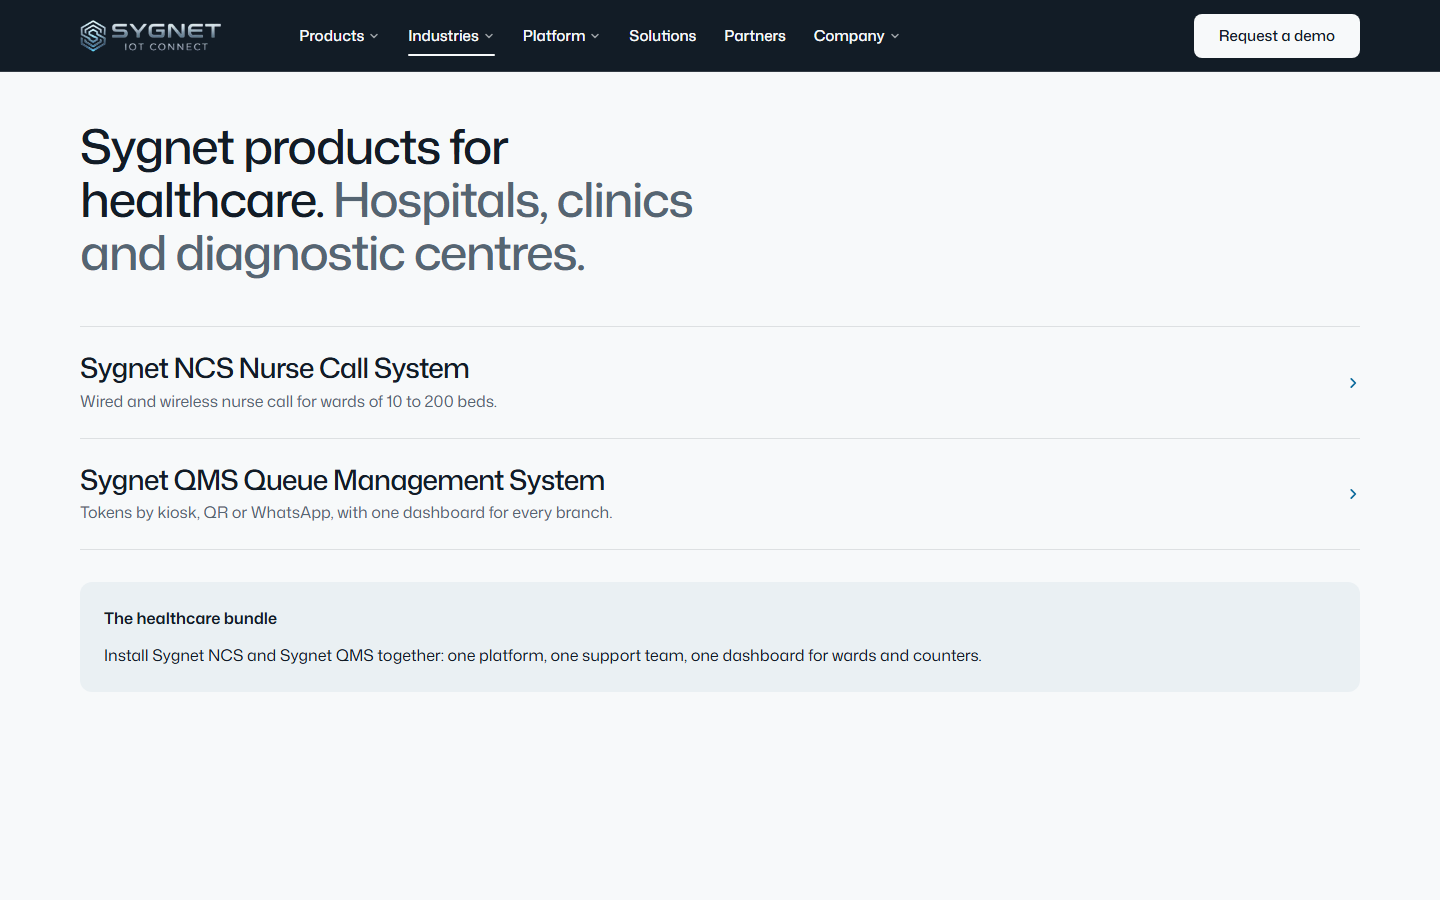 SYGNET
IOT CONNECT
Products
Industries
Platform
Solutions
Partners
Company
Request a demo
Sygnet products for
healthcare. Hospitals, clinics
and diagnostic centres.
Sygnet NCS Nurse Call System
Wired and wireless nurse call for wards of 10 to 200 beds.
Sygnet QMS Queue Management System
Tokens by kiosk, QR or WhatsApp, with one dashboard for every branch.
The healthcare bundle
Install Sygnet NCS and Sygnet QMS together: one platform, one support team, one dashboard for wards and counters.